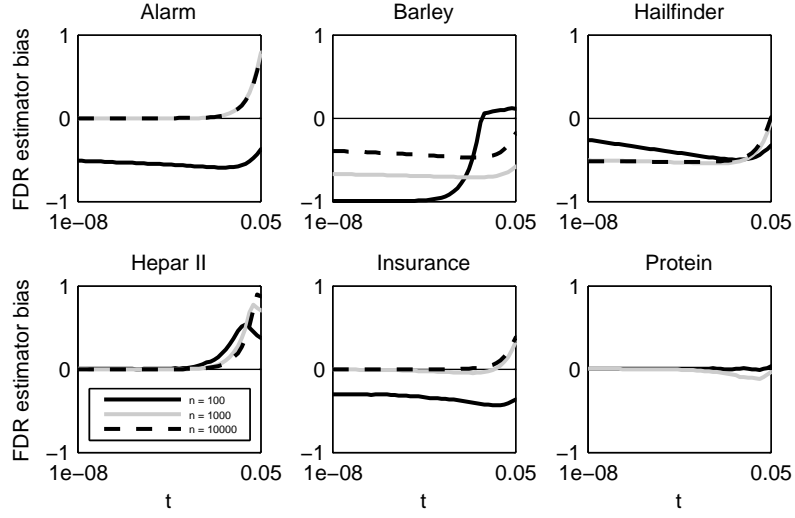 Alarm
Barley
Hailfinder
FDR estimator bias
1
0
−1
1e−08
0.05
1
0
−1
1e−08
0.05
1
0
−1
1e−08
0.05
Hepar II
Insurance
Protein
FDR estimator bias
1
0
−1
1e−08
0.05
t
n = 100
n = 1000
n = 10000
1
0
−1
1e−08
0.05
t
1
0
−1
1e−08
0.05
t